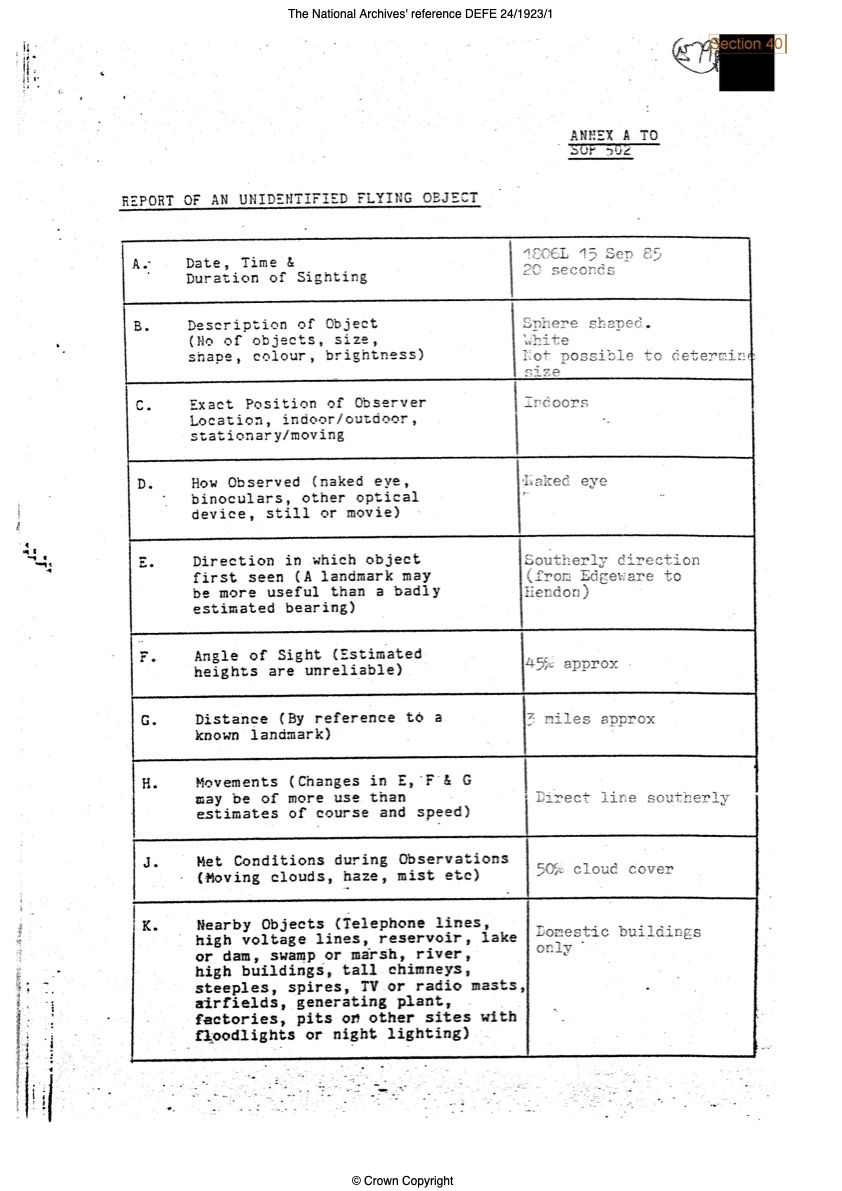 The National Archives' reference DEFE 24/1923/1
Section 40
ANNEX A TO
SOP 502
REPORT OF AN UNIDENTIFIED FLYING OBJECT
A. Date, Time &
Duration of Sighting
1806L 15 Sep 85
20 seconds
B. Description of Object
(No of objects, size,
shape, colour, brightness)
Sphere shaped.
White
Not possible to determine
size
C. Exact Position of Observer
Location, indoor/outdoor,
stationary/moving
Indoors
D. How Observed (naked eye,
binoculars, other optical
device, still or movie)
Naked eye
E. Direction in which object
first seen (A landmark may
be more useful than a badly
estimated bearing)
Southerly direction
(from Edgeware to
Hendon)
F. Angle of Sight (Estimated
heights are unreliable)
45% approx
G. Distance (By reference to a
known landmark)
3 miles approx
H. Movements (Changes in E, F & G
may be of more use than
estimates of course and speed)
Direct line southerly
J. Met Conditions during Observations
(Moving clouds, haze, mist etc)
50% cloud cover
K. Nearby Objects (Telephone lines,
high voltage lines, reservoir, lake
or dam, swamp or marsh, river,
high buildings, tall chimneys,
steeples, spires, TV or radio masts,
airfields, generating plant,
factories, pits or other sites with
floodlights or night lighting)
Domestic buildings
only
© Crown Copyright